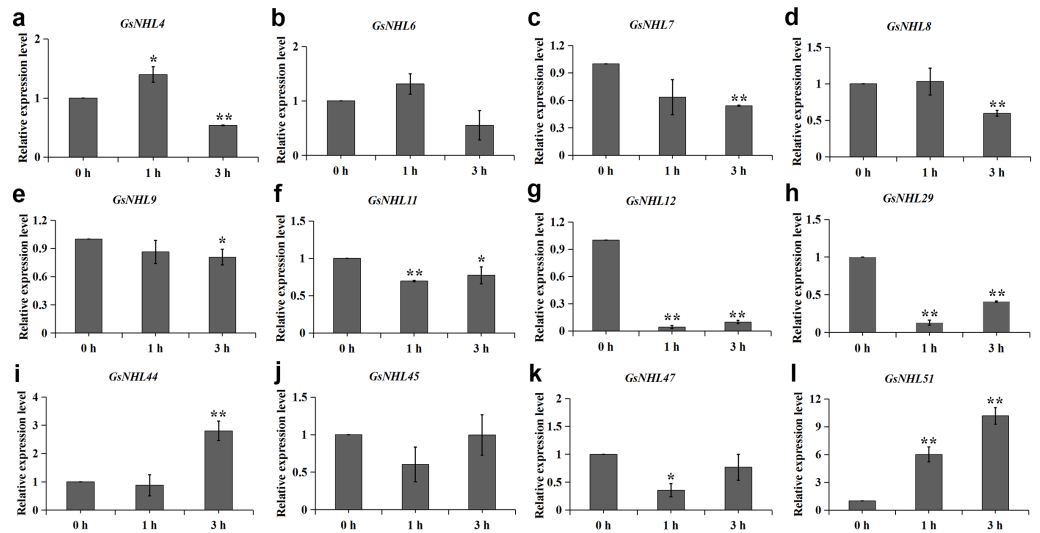 a
GsNHL4
Relative expression level
2
1
0
*
**
0 h 1 h 3 h
b
GsNHL6
Relative expression level
2
1
0
0 h 1 h 3 h
c
GsNHL7
Relative expression level
1.2
0.9
0.6
0.3
0
**
0 h 1 h 3 h
d
GsNHL8
Relative expression level
1.5
1
0.5
0
**
0 h 1 h 3 h
e
GsNHL9
Relative expression level
1.2
0.9
0.6
0.3
0
*
0 h 1 h 3 h
f
GsNHL11
Relative expression level
1.5
1
0.5
0
**
*
0 h 1 h 3 h
g
GsNHL12
Relative expression level
1.2
0.9
0.6
0.3
0
**
**
0 h 1 h 3 h
h
GsNHL29
Relative expression level
1.5
1
0.5
0
**
**
0 h 1 h 3 h
i
GsNHL44
Relative expression level
4
3
2
1
0
**
0 h 1 h 3 h
j
GsNHL45
Relative expression level
1.5
1
0.5
0
0 h 1 h 3 h
k
GsNHL47
Relative expression level
2
1.5
1
0.5
0
*
0 h 1 h 3 h
l
GsNHL51
Relative expression level
12
9
6
3
0
**
**
0 h 1 h 3 h